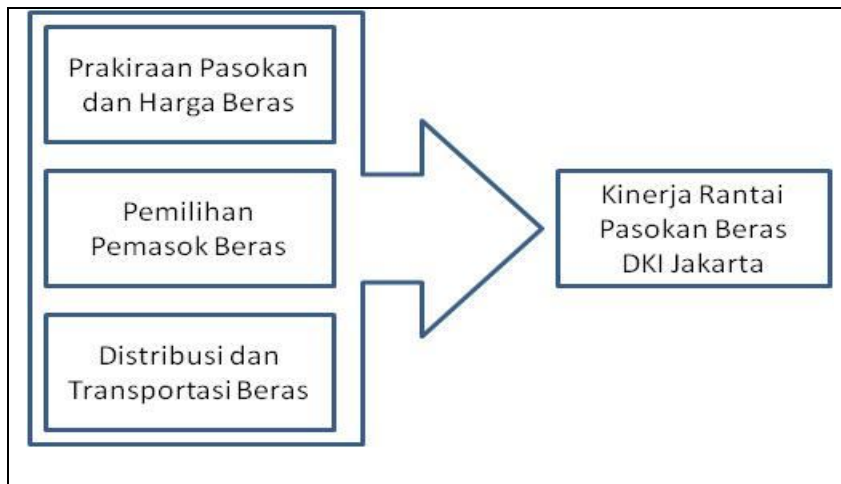 Prakiraan Pasokan
dan Harga Beras
Pemilihan
Pemasok Beras
Distribusi dan
Transportasi Beras
Kinerja Rantai
Pasokan Beras
DKI Jakarta